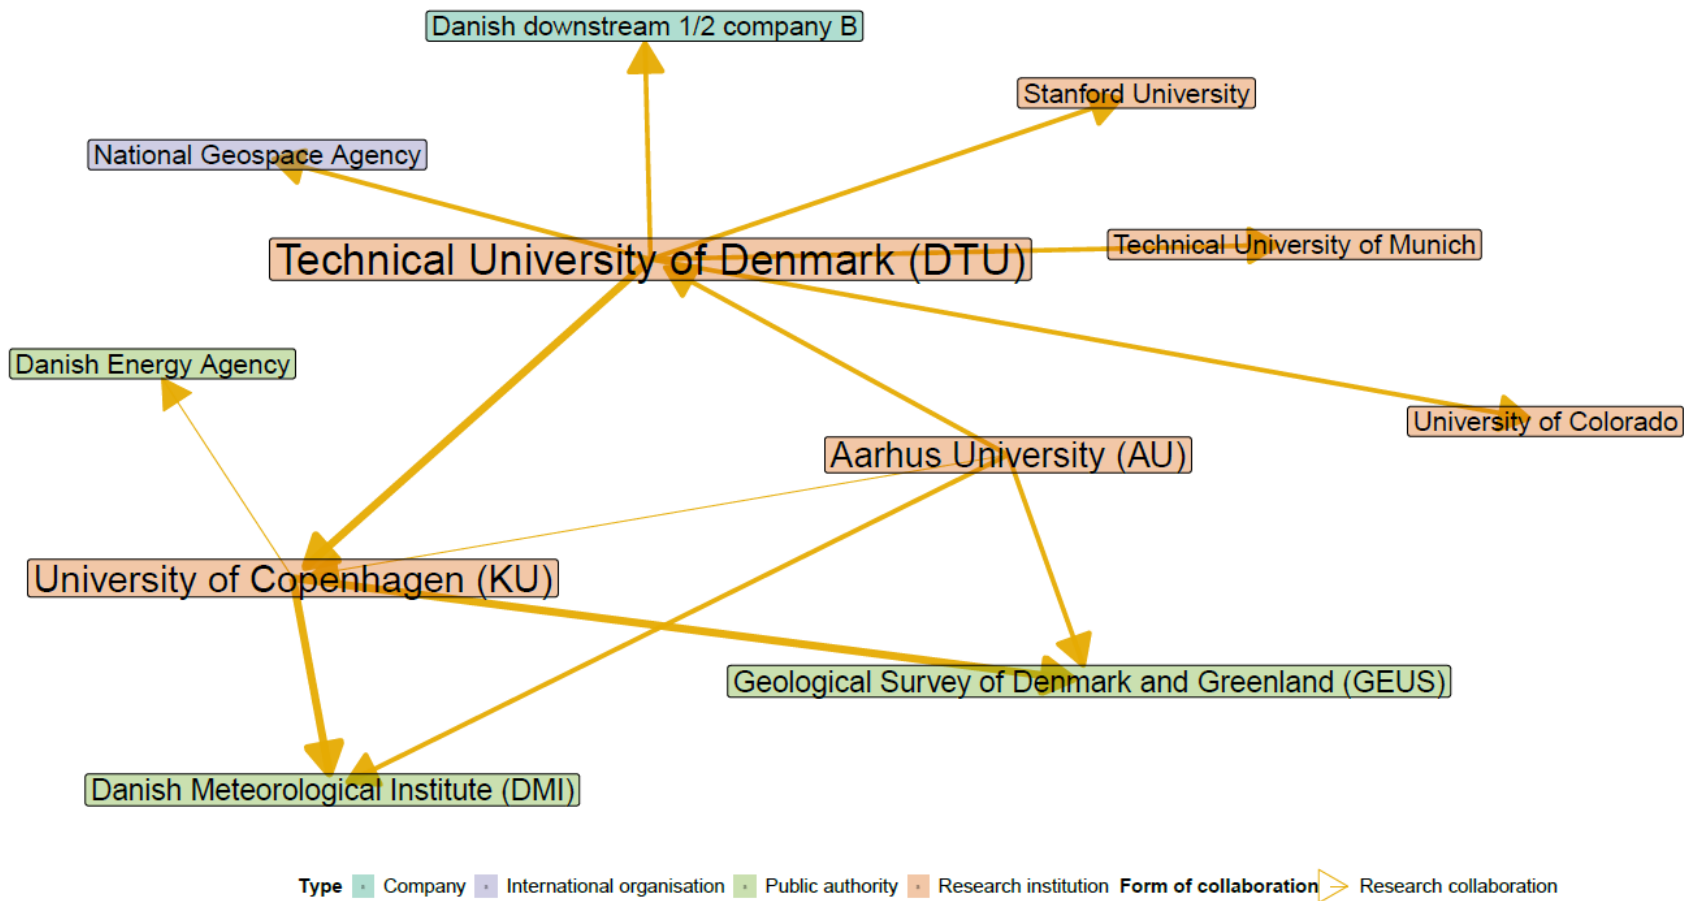 Danish downstream 1/2 company B
Stanford University
National Geospace Agency
Technical University of Denmark (DTU)
Technical University of Munich
Danish Energy Agency
University of Colorado
Aarhus University (AU)
University of Copenhagen (KU)
Geological Survey of Denmark and Greenland (GEUS)
Danish Meteorological Institute (DMI)
Type Company International organisation Public authority Research institution Form of collaboration Research collaboration